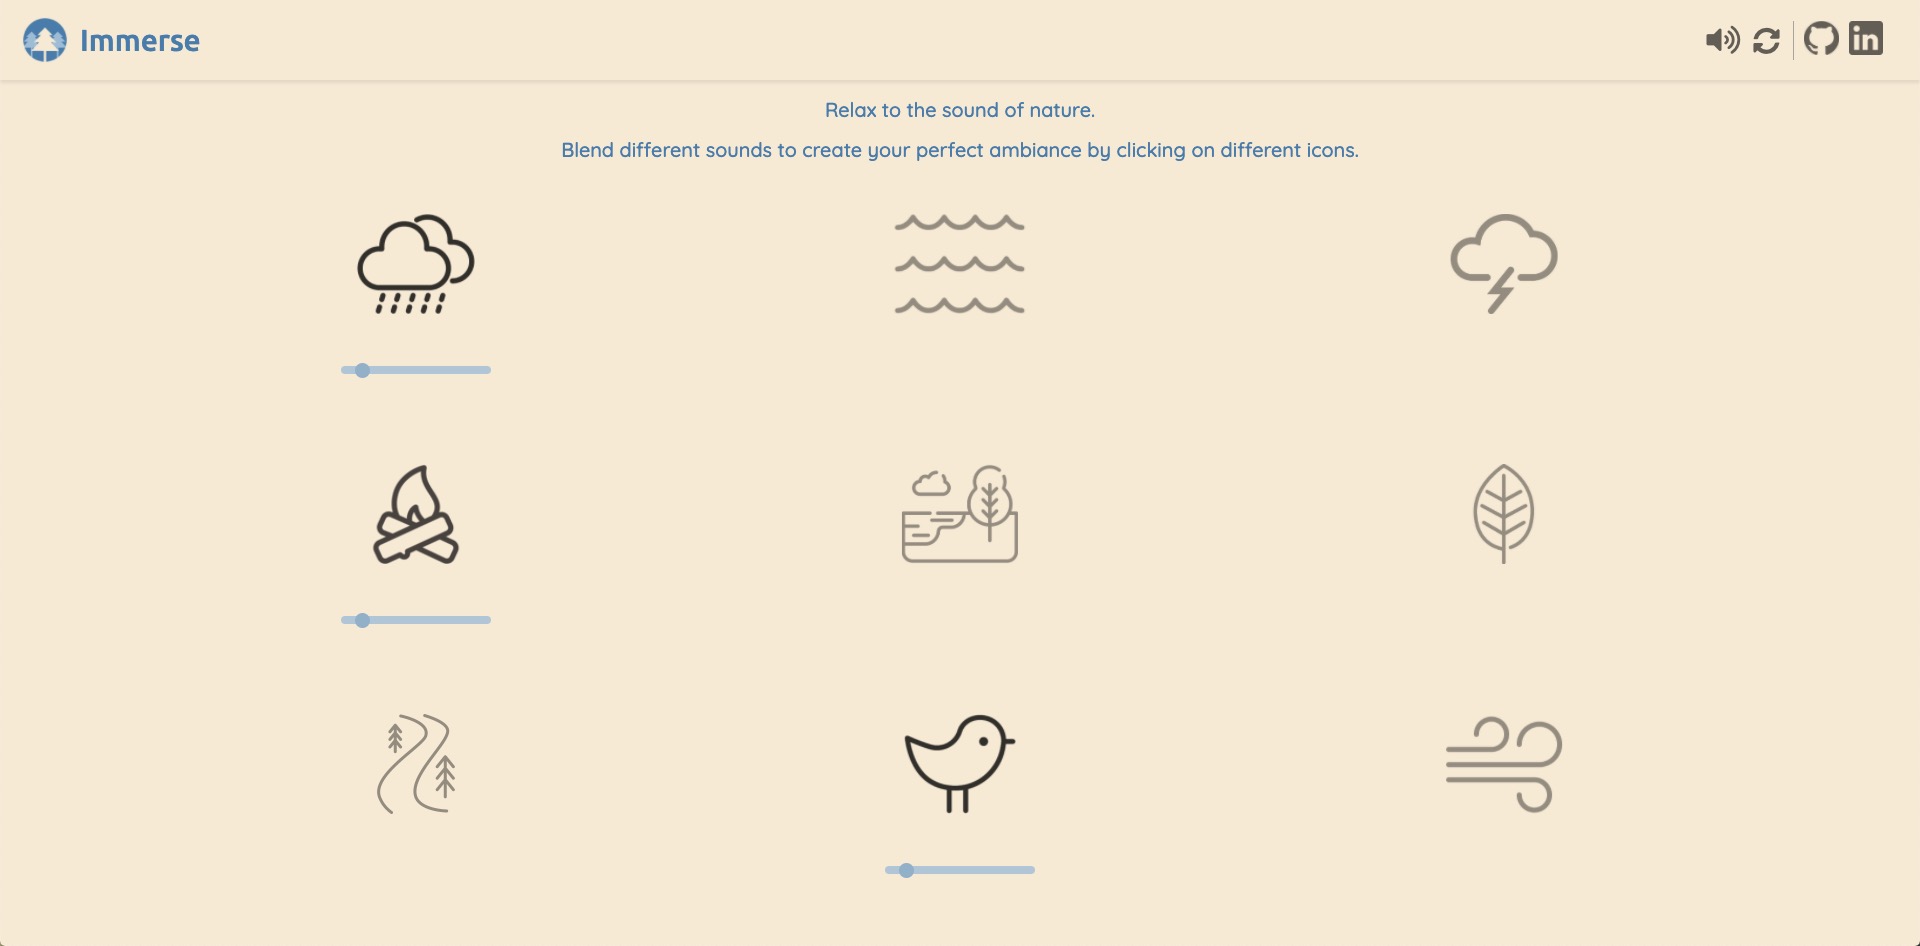 Immerse
in
Relax to the sound of nature.
Blend different sounds to create your perfect ambiance by clicking on different icons.